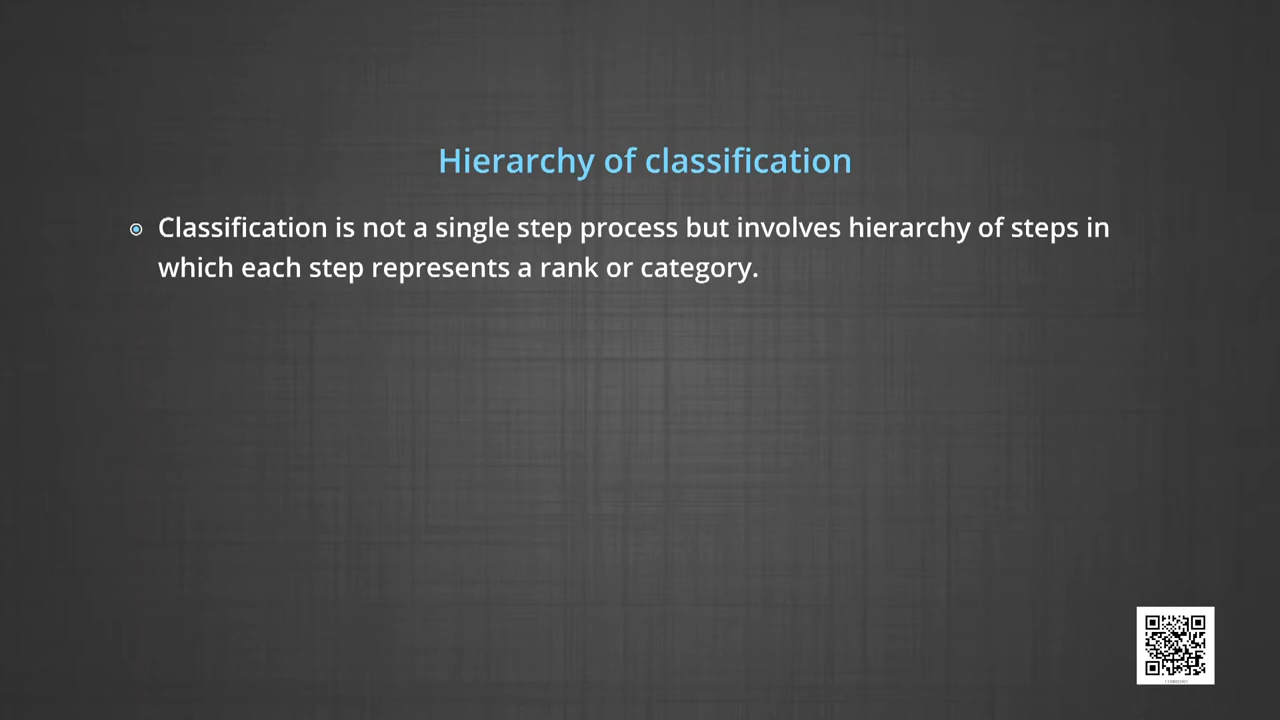 Hierarchy of classification
Classification is not a single step process but involves hierarchy of steps in
which each step represents a rank or category.